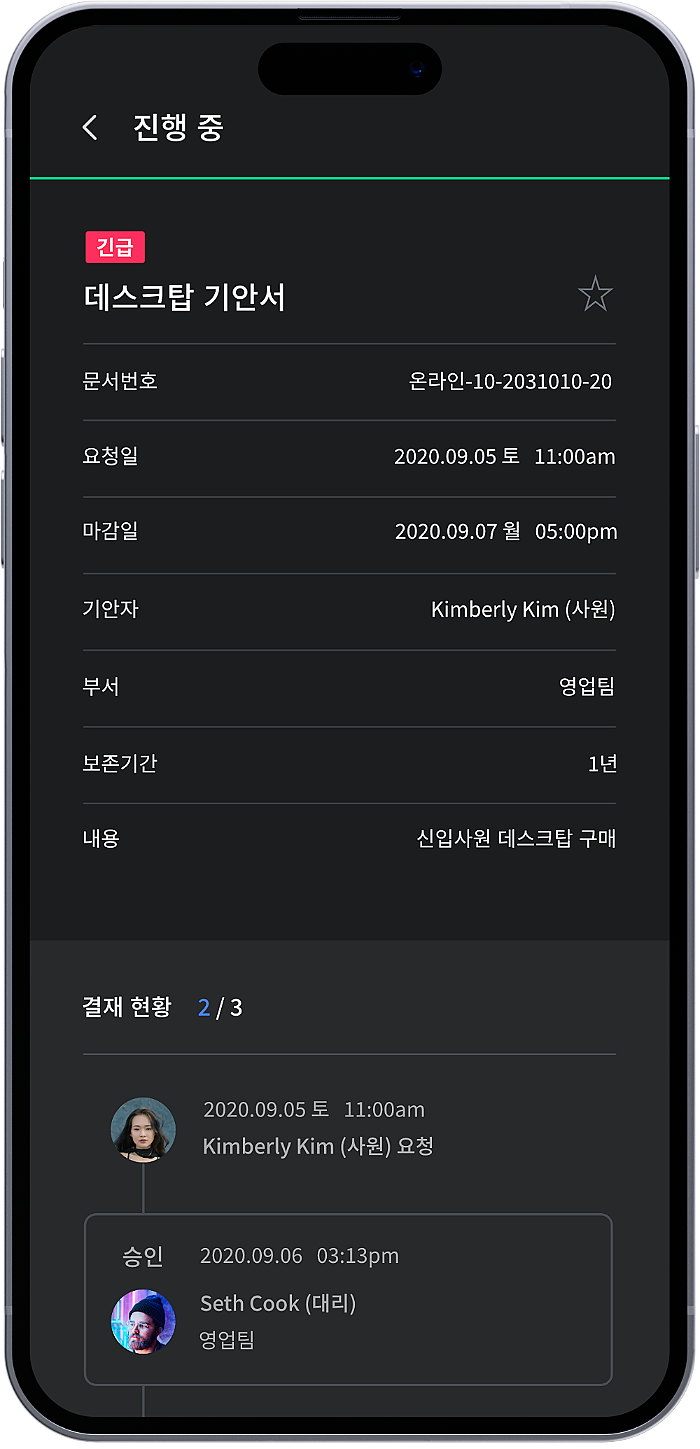 진행 중
긴급
데스크탑 기안서
문서번호 온라인-10-2031010-20
요청일 2020.09.05 토 11:00am
마감일 2020.09.07 월 05:00pm
기안자 Kimberly Kim (사원)
부서 영업팀
보존기간 1년
내용 신입사원 데스크탑 구매
결재 현황 2 / 3
2020.09.05 토 11:00am
Kimberly Kim (사원) 요청
승인 2020.09.06 03:13pm
Seth Cook (대리)
영업팀